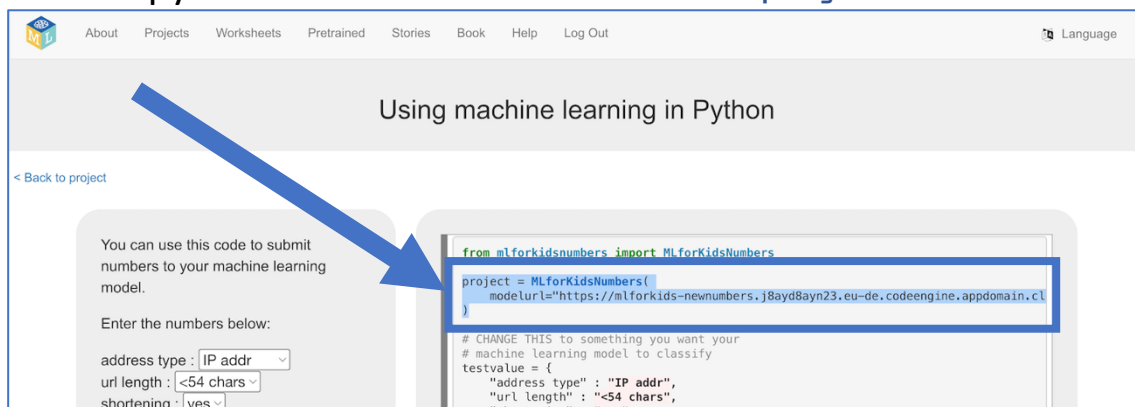 About Projects Worksheets Pretrained Stories Book Help Log Out Language
Using machine learning in Python
< Back to project
You can use this code to submit
numbers to your machine learning
model.
Enter the numbers below:
address type : IP addr
url length : <54 chars
shortening : yes
from mlforkidsnumbers import MLforKidsNumbers
project = MLforKidsNumbers(
modelurl="https://mlforkids-newnumbers.j8ayd8ayn23.eu-de.codeengine.appdomain.cl
)
# CHANGE THIS to something you want your
# machine learning model to classify
testvalue = {
"address type" : "IP addr",
"url length" : "<54 chars",